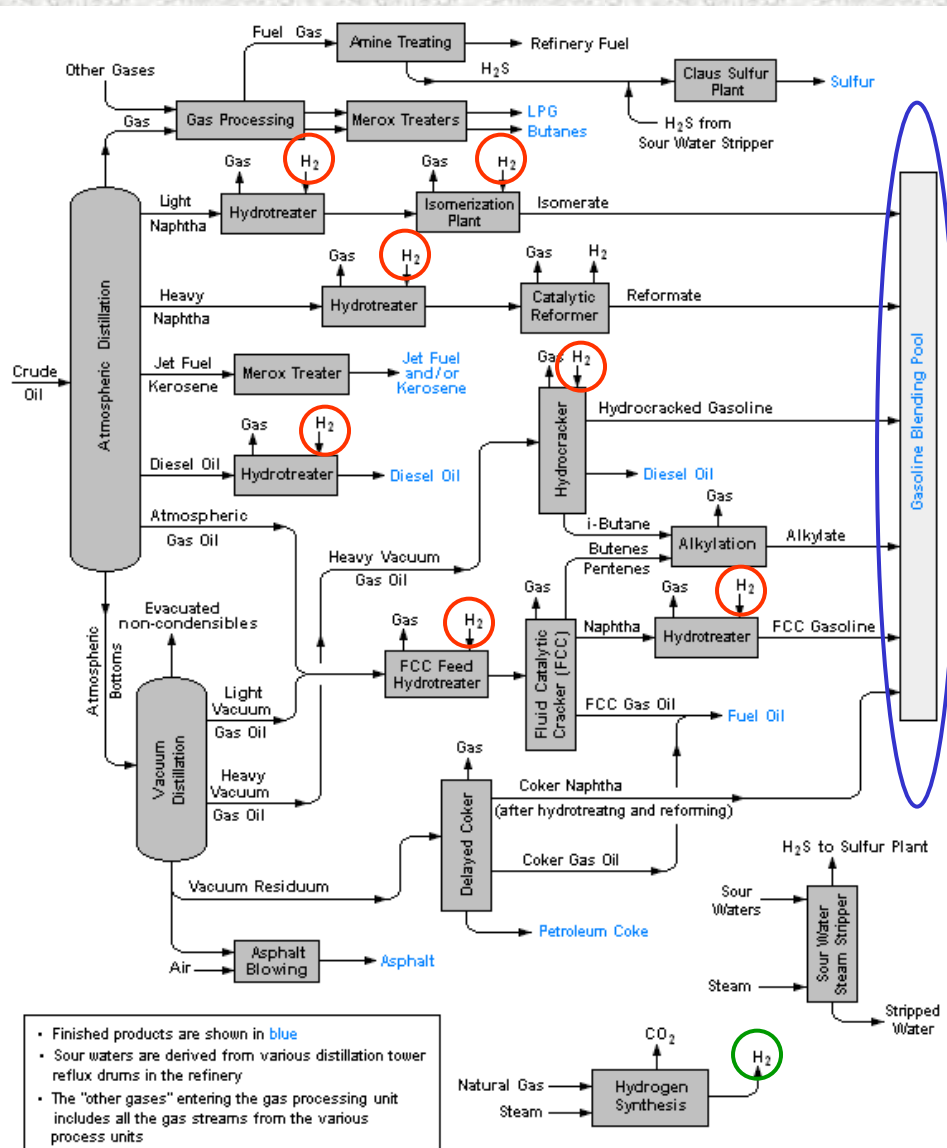 Fuel Gas
Amine Treating
Refinery Fuel
Other Gases
H₂S
Claus Sulfur
Plant
Sulfur
Gas
Gas Processing
Merox Treaters
LPG
Butanes
H₂S from
Sour Water Stripper
Gas
H₂
Gas
H₂
Light
Naphtha
Hydrotreater
Isomerization
Plant
Isomerate
Gas
H₂
Gas
H₂
Heavy
Naphtha
Hydrotreater
Catalytic
Reformer
Reformate
Crude
Oil
Atmospheric Distillation
Jet Fuel
Kerosene
Merox Treater
Jet Fuel
and/or
Kerosene
Gas
H₂
Hydrocracker
Hydrocracked Gasoline
Gasoline Blending Pool
Gas
H₂
Diesel Oil
Hydrotreater
Diesel Oil
Diesel Oil
Atmospheric
Gas Oil
i-Butane
Gas
Butenes
Pentenes
Alkylation
Alkylate
Heavy Vacuum
Gas Oil
Evacuated
non-condensibles
Atmospheric
Bottoms
Gas
H₂
FCC Feed
Hydrotreater
Gas
Fluid Catalytic
Cracker (FCC)
Naphtha
Gas
H₂
Hydrotreater
FCC Gasoline
Light
Vacuum
Gas Oil
FCC Gas Oil
Fuel Oil
Vacuum
Distillation
Heavy
Vacuum
Gas Oil
Gas
Delayed Coker
Coker Naphtha
(after hydrotreatng and reforming)
Coker Gas Oil
Vacuum Residuum
Petroleum Coke
Air
Asphalt
Blowing
Asphalt
H₂S to Sulfur Plant
Sour
Waters
Sour Water
Steam Stripper
Steam
Stripped
Water
• Finished products are shown in blue
• Sour waters are derived from various distillation tower
reflux drums in the refinery
• The "other gases" entering the gas processing unit
includes all the gas streams from the various
process units
CO₂
H₂
Natural Gas
Steam
Hydrogen
Synthesis